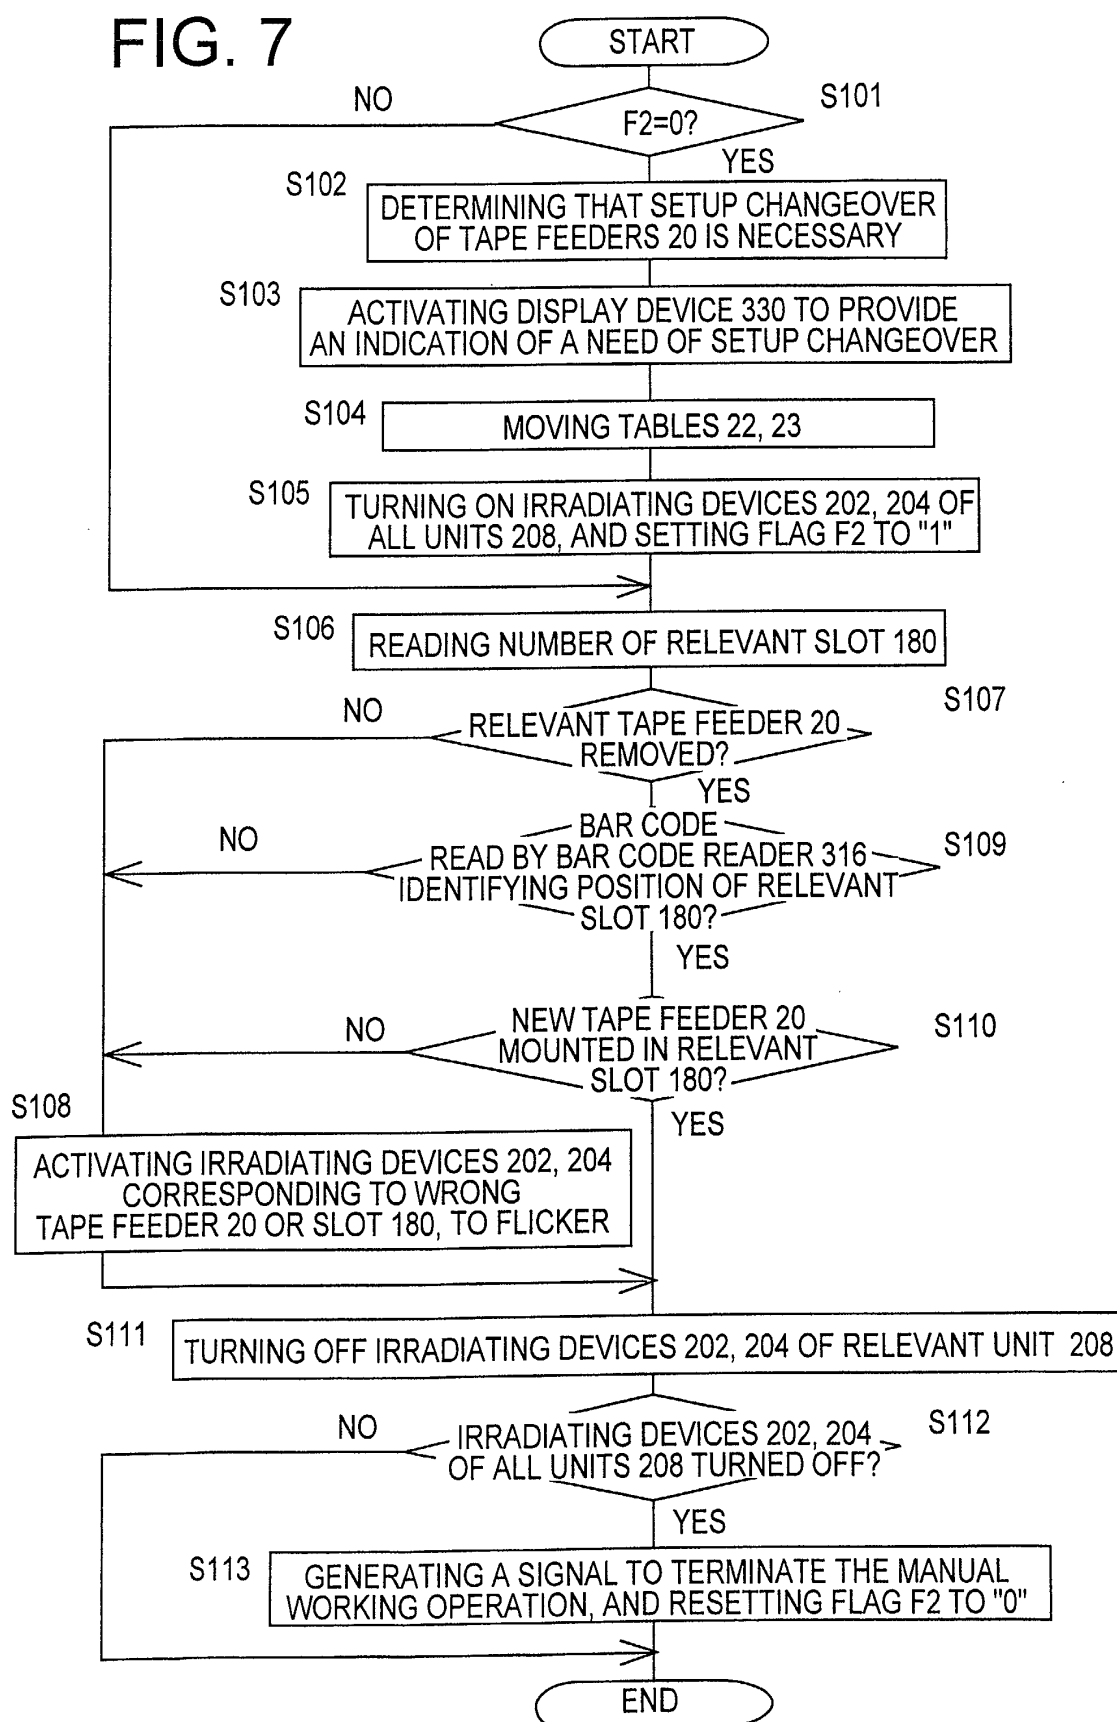 FIG. 7
START
NO
S101
F2=0?
YES
S102
DETERMINING THAT SETUP CHANGEOVER
OF TAPE FEEDERS 20 IS NECESSARY
S103
ACTIVATING DISPLAY DEVICE 330 TO PROVIDE
AN INDICATION OF A NEED OF SETUP CHANGEOVER
S104
MOVING TABLES 22, 23
S105
TURNING ON IRRADIATING DEVICES 202, 204 OF
ALL UNITS 208, AND SETTING FLAG F2 TO "1"
S106
READING NUMBER OF RELEVANT SLOT 180
NO
S107
RELEVANT TAPE FEEDER 20
REMOVED?
YES
NO
BAR CODE
READ BY BAR CODE READER 316
IDENTIFYING POSITION OF RELEVANT
SLOT 180?
S109
YES
NO
NEW TAPE FEEDER 20
MOUNTED IN RELEVANT
SLOT 180?
S110
YES
S108
ACTIVATING IRRADIATING DEVICES 202, 204
CORRESPONDING TO WRONG
TAPE FEEDER 20 OR SLOT 180, TO FLICKER
S111
TURNING OFF IRRADIATING DEVICES 202, 204 OF RELEVANT UNIT 208
NO
S112
IRRADIATING DEVICES 202, 204
OF ALL UNITS 208 TURNED OFF?
YES
S113
GENERATING A SIGNAL TO TERMINATE THE MANUAL
WORKING OPERATION, AND RESETTING FLAG F2 TO "0"
END